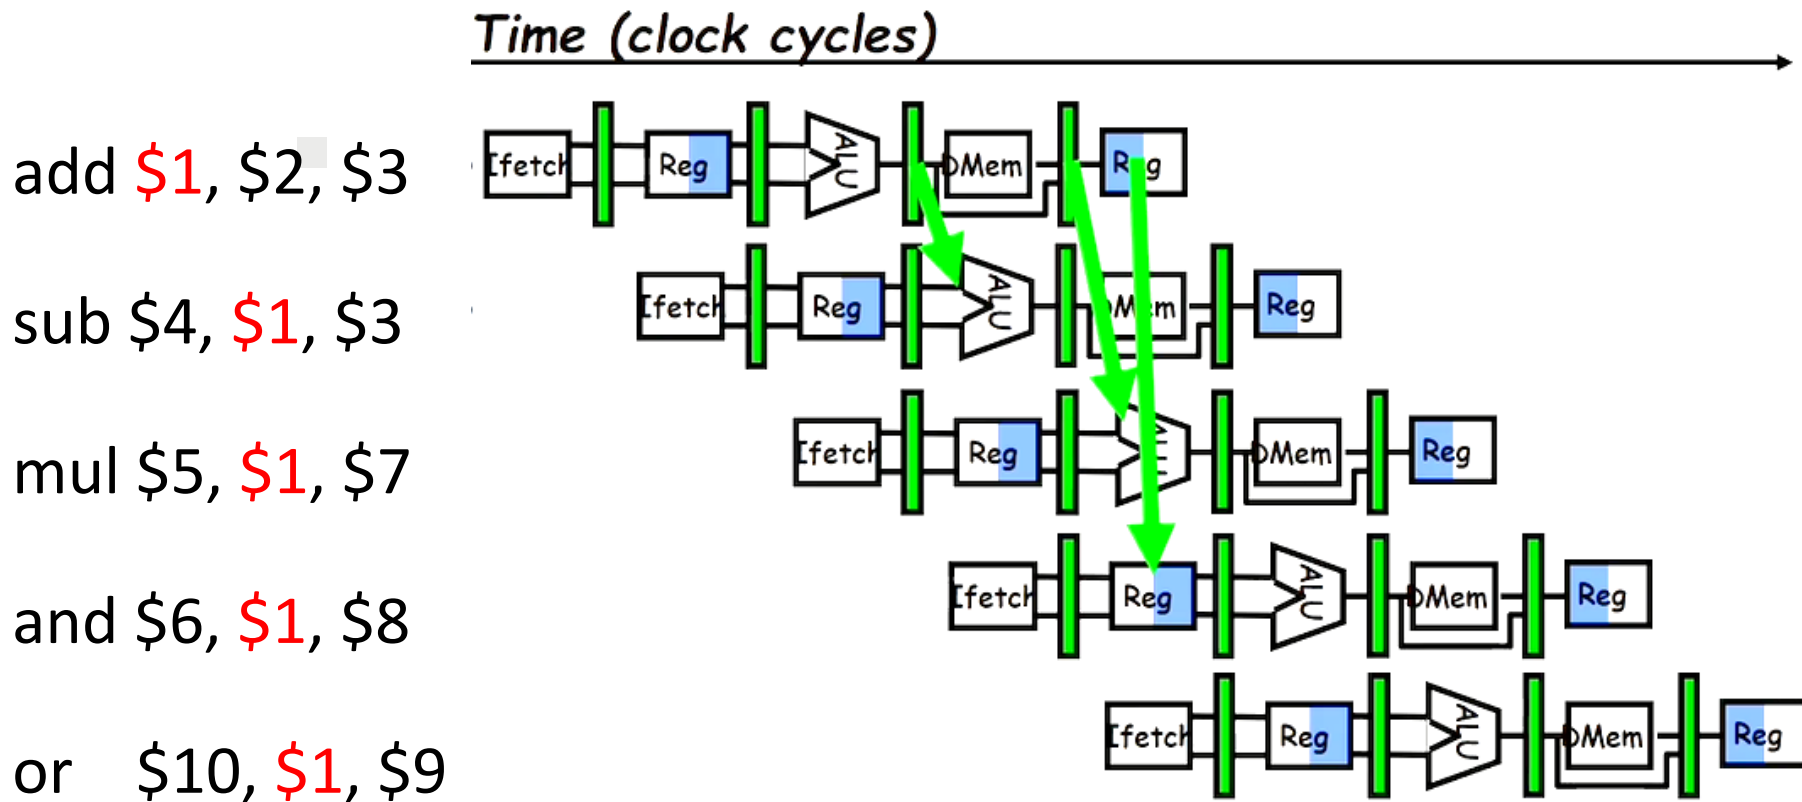 Time (clock cycles)
add $1, $2, $3
Ifetch Reg ALU DMem Reg
sub $4, $1, $3
Ifetch Reg ALU DMem Reg
mul $5, $1, $7
Ifetch Reg ALU DMem Reg
and $6, $1, $8
Ifetch Reg ALU DMem Reg
or $10, $1, $9
Ifetch Reg ALU DMem Reg